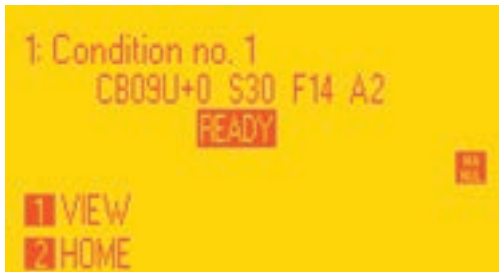 1: Condition no. 1
CB09U+0 S30 F14 A2
READY
1 VIEW
2 HOME